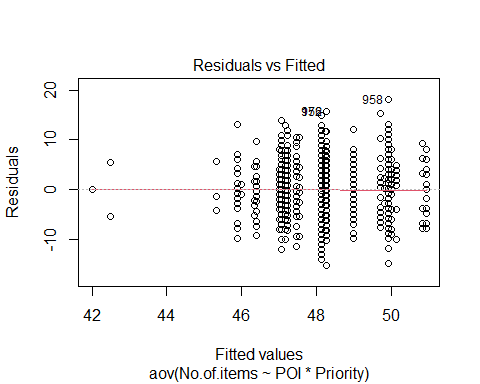 Residuals vs Fitted
Residuals
20
10
0
-10
958
42 44 46 48 50
Fitted values
aov(No.of.items ~ POI * Priority)